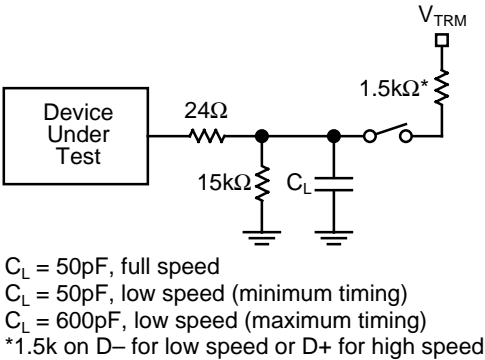 V_TRM
1.5kΩ*
Device
Under
Test
24Ω
15kΩ
C_L
C_L = 50pF, full speed
C_L = 50pF, low speed (minimum timing)
C_L = 600pF, low speed (maximum timing)
*1.5k on D– for low speed or D+ for high speed